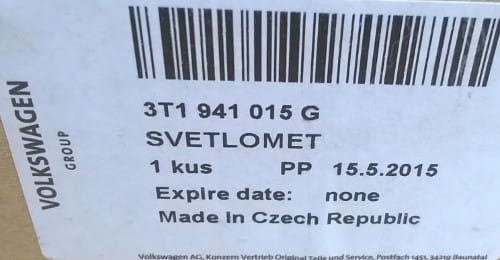 VOLKSWAGEN
GROUP
3T1 941 015 G
SVETLOMET
1 kus PP 15.5.2015
Expire date: none
Made In Czech Republic
Volkswagen AG, Konzern Vertrieb Original Teile und Service, Postfach 1451, 34219 Baunatal